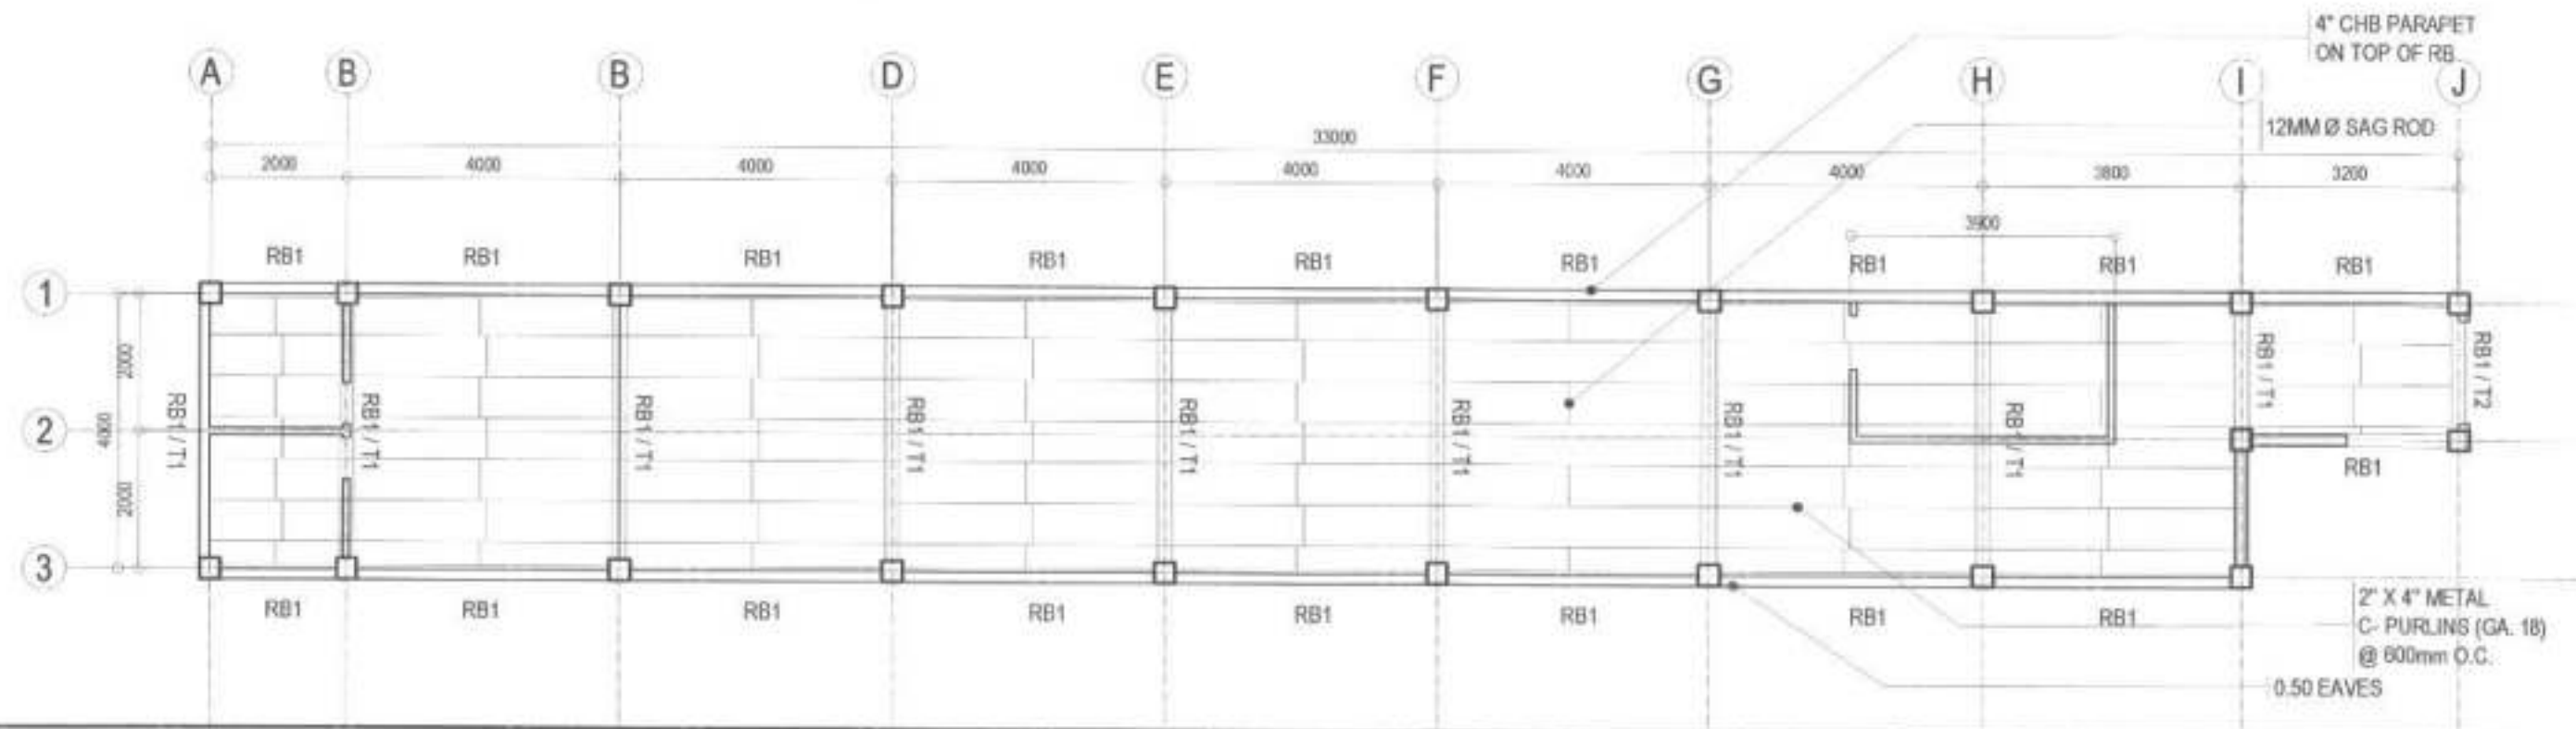 4" CHB PARAPET
ON TOP OF RB
A B B D E F G H I J
12MM Ø SAG ROD
33000
2000 4000 4000 4000 4000 4000 4000 3800 3200
3900
RB1 RB1 RB1 RB1 RB1 RB1 RB1 RB1 RB1
1
2000
RB1 / T1 RB1 / T1 RB1 / T1 RB1 / T1 RB1 / T1 RB1 / T1 RB1 / T1 RB1 / T1 RB1 / T1 RB1 / T2
4000
2
RB1
2000
3
RB1 RB1 RB1 RB1 RB1 RB1 RB1 RB1
2" X 4" METAL
C- PURLINS (GA. 18)
@ 600mm O.C.
0.50 EAVES